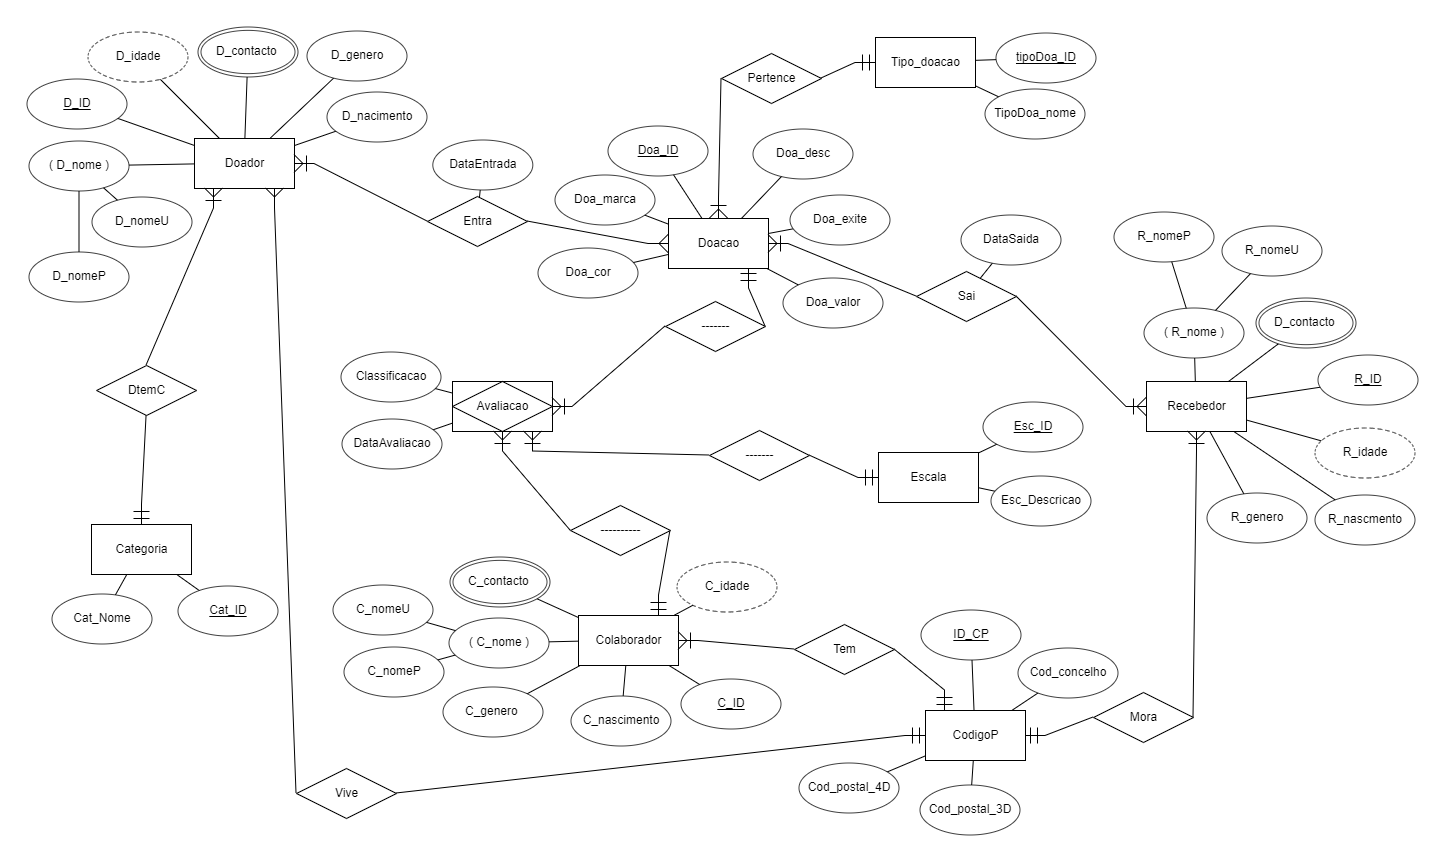 D_idade
D_contacto
D_genero
D_ID
D_nacimento
( D_nome )
Doador
D_nomeU
D_nomeP
DataEntrada
Entra
Pertence
Tipo_doacao
tipoDoa_ID
TipoDoa_nome
Doa_ID
Doa_desc
Doa_marca
Doa_exite
Doacao
Doa_cor
Doa_valor
DataSaida
Sai
R_nomeP
R_nomeU
( R_nome )
D_contacto
R_ID
Recebedor
R_idade
R_genero
R_nascmento
-------
Classificacao
Avaliacao
DataAvaliacao
DtemC
-------
Esc_ID
Escala
Esc_Descricao
----------
Categoria
Cat_Nome
Cat_ID
C_contacto
C_idade
C_nomeU
( C_nome )
C_nomeP
Colaborador
C_genero
C_nascimento
C_ID
Tem
ID_CP
Cod_concelho
CodigoP
Mora
Cod_postal_4D
Cod_postal_3D
Vive